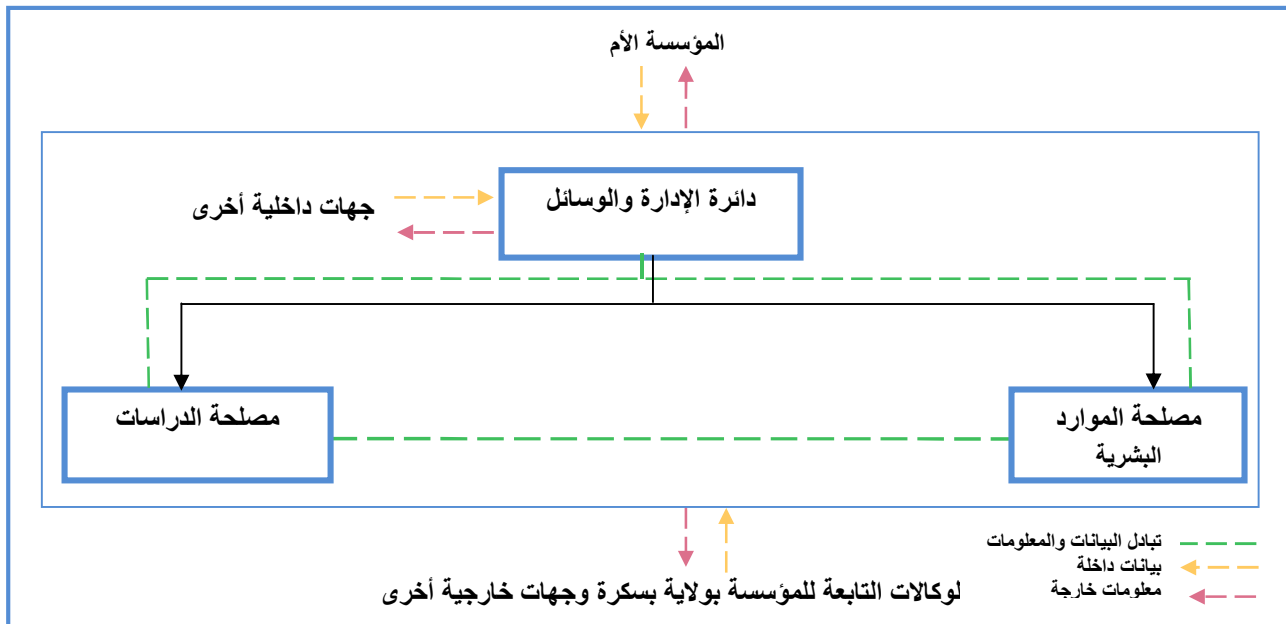 المؤسسة الأم
دائرة الإدارة والوسائل
جهات داخلية أخرى
مصلحة الموارد
البشرية
مصلحة الدراسات
تبادل البيانات والمعلومات
بيانات داخلة
معلومات خارجة
لوكالات التابعة للمؤسسة بولاية بسكرة وجهات خارجية أخرى